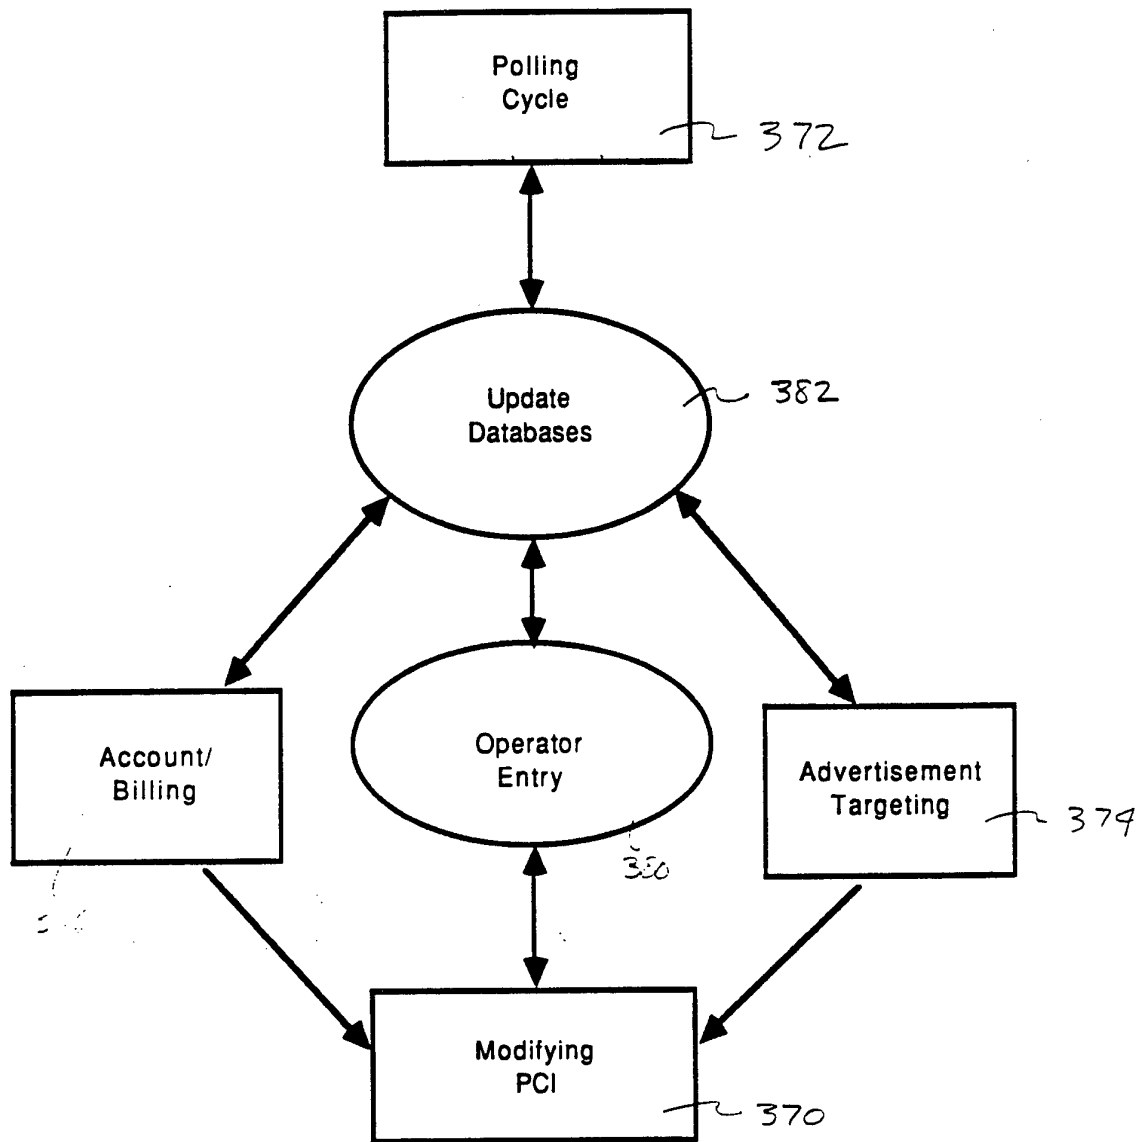 Polling
Cycle
372
Update
Databases
382
Account/
Billing
Operator
Entry
Advertisement
Targeting
374
Modifying
PCI
370